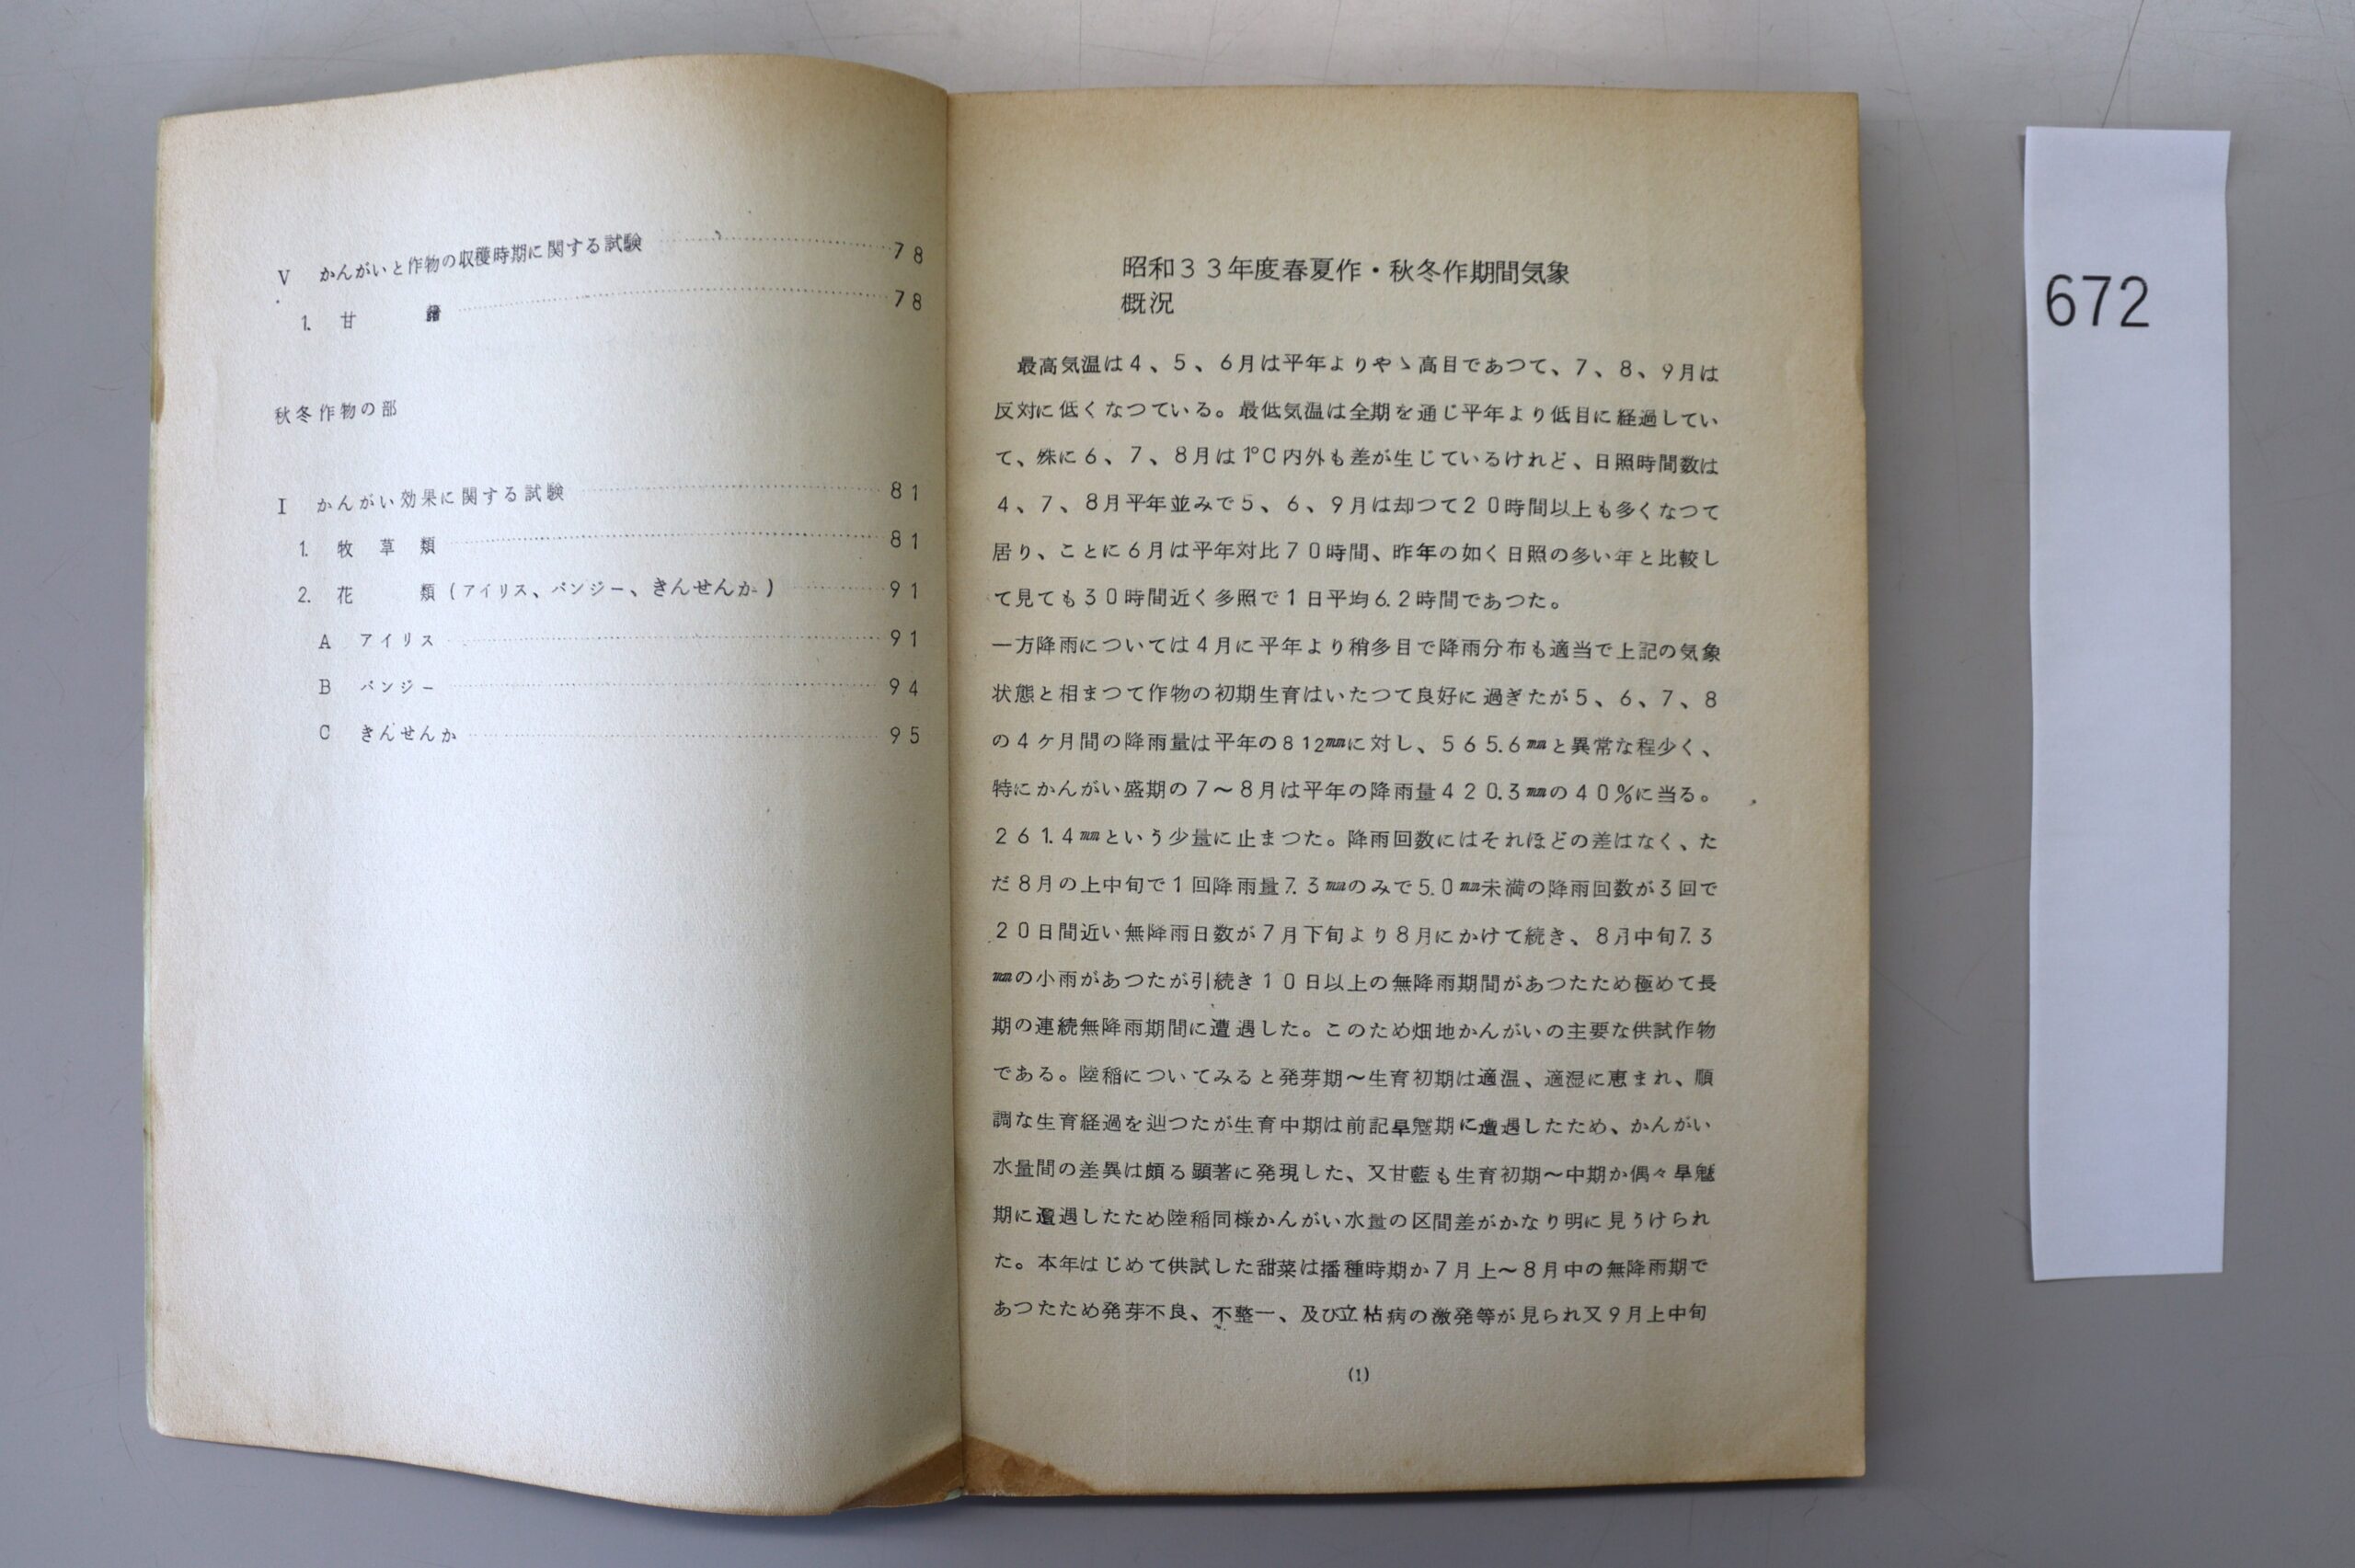 V かんがいと作物の収穫時期に関する試験 78
1. 甘 78
秋冬作物の部
I かんがい効果に関する試験 81
1. 牧草類 81
2. 花 類(アイリス、パンジー、きんせんか) 91
A アイリス 91
B パンジー 94
C きんせんか 95
昭和33年度春夏作・秋冬作期間気象
概況
最高気温は4、5、6月は平年よりやゝ高目であつて、7、8、9月は
反対に低くなつている。最低気温は全期を通じ平年より低目に経過してい
て、殊に6、7、8月は1°C内外も差が生じているけれど、日照時間数は
4、7、8月平年並みで5、6、9月は却つて20時間以上も多くなつて
居り、ことに6月は平年対比70時間、昨年の如く日照の多い年と比較し
て見ても30時間近く多照で1日平均6.2時間であつた。
一方降雨については4月に平年より稍多目で降雨分布も適当で上記の気象
状態と相まつて作物の初期生育はいたつて良好に過ぎたが5、6、7、8
の4ケ月間の降雨量は平年の812㎜に対し、565.6㎜と異常な程少く、
特にかんがい盛期の7〜8月は平年の降雨量420.3㎜の40%に当る。
261.4㎜という少量に止まつた。降雨回数にはそれほどの差はなく、た
だ8月の上中旬で1回降雨量7.3㎜のみで5.0㎜未満の降雨回数が3回で
20日間近い無降雨日数が7月下旬より8月にかけて続き、8月中旬7.3
㎜の小雨があつたが引続き10日以上の無降雨期間があつたため極めて長
期の連続無降雨期間に遭遇した。このため畑地かんがいの主要な供試作物
である。陸稲についてみると発芽期〜生育初期は適温、適湿に恵まれ、順
調な生育経過を辿つたが生育中期は前記旱魃期に遭遇したため、かんがい
水量間の差異は頗る顕著に発現した、又甘藍も生育初期〜中期か偶々旱魃
期に遭遇したため陸稲同様かんがい水量の区間差がかなり明に見うけられ
た。本年はじめて供試した甜菜は播種時期か7月上〜8月中の無降雨期で
あつたため発芽不良、不整一、及び立枯病の激発等が見られ又9月上中旬
(1)
672